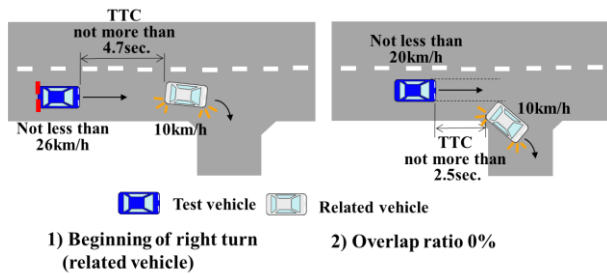 TTC
not more than
4.7sec.
Not less than
26km/h
10km/h
Not less than
20km/h
10km/h
TTC
not more than
2.5sec.
Test vehicle
Related vehicle
1) Beginning of right turn
(related vehicle)
2) Overlap ratio 0%